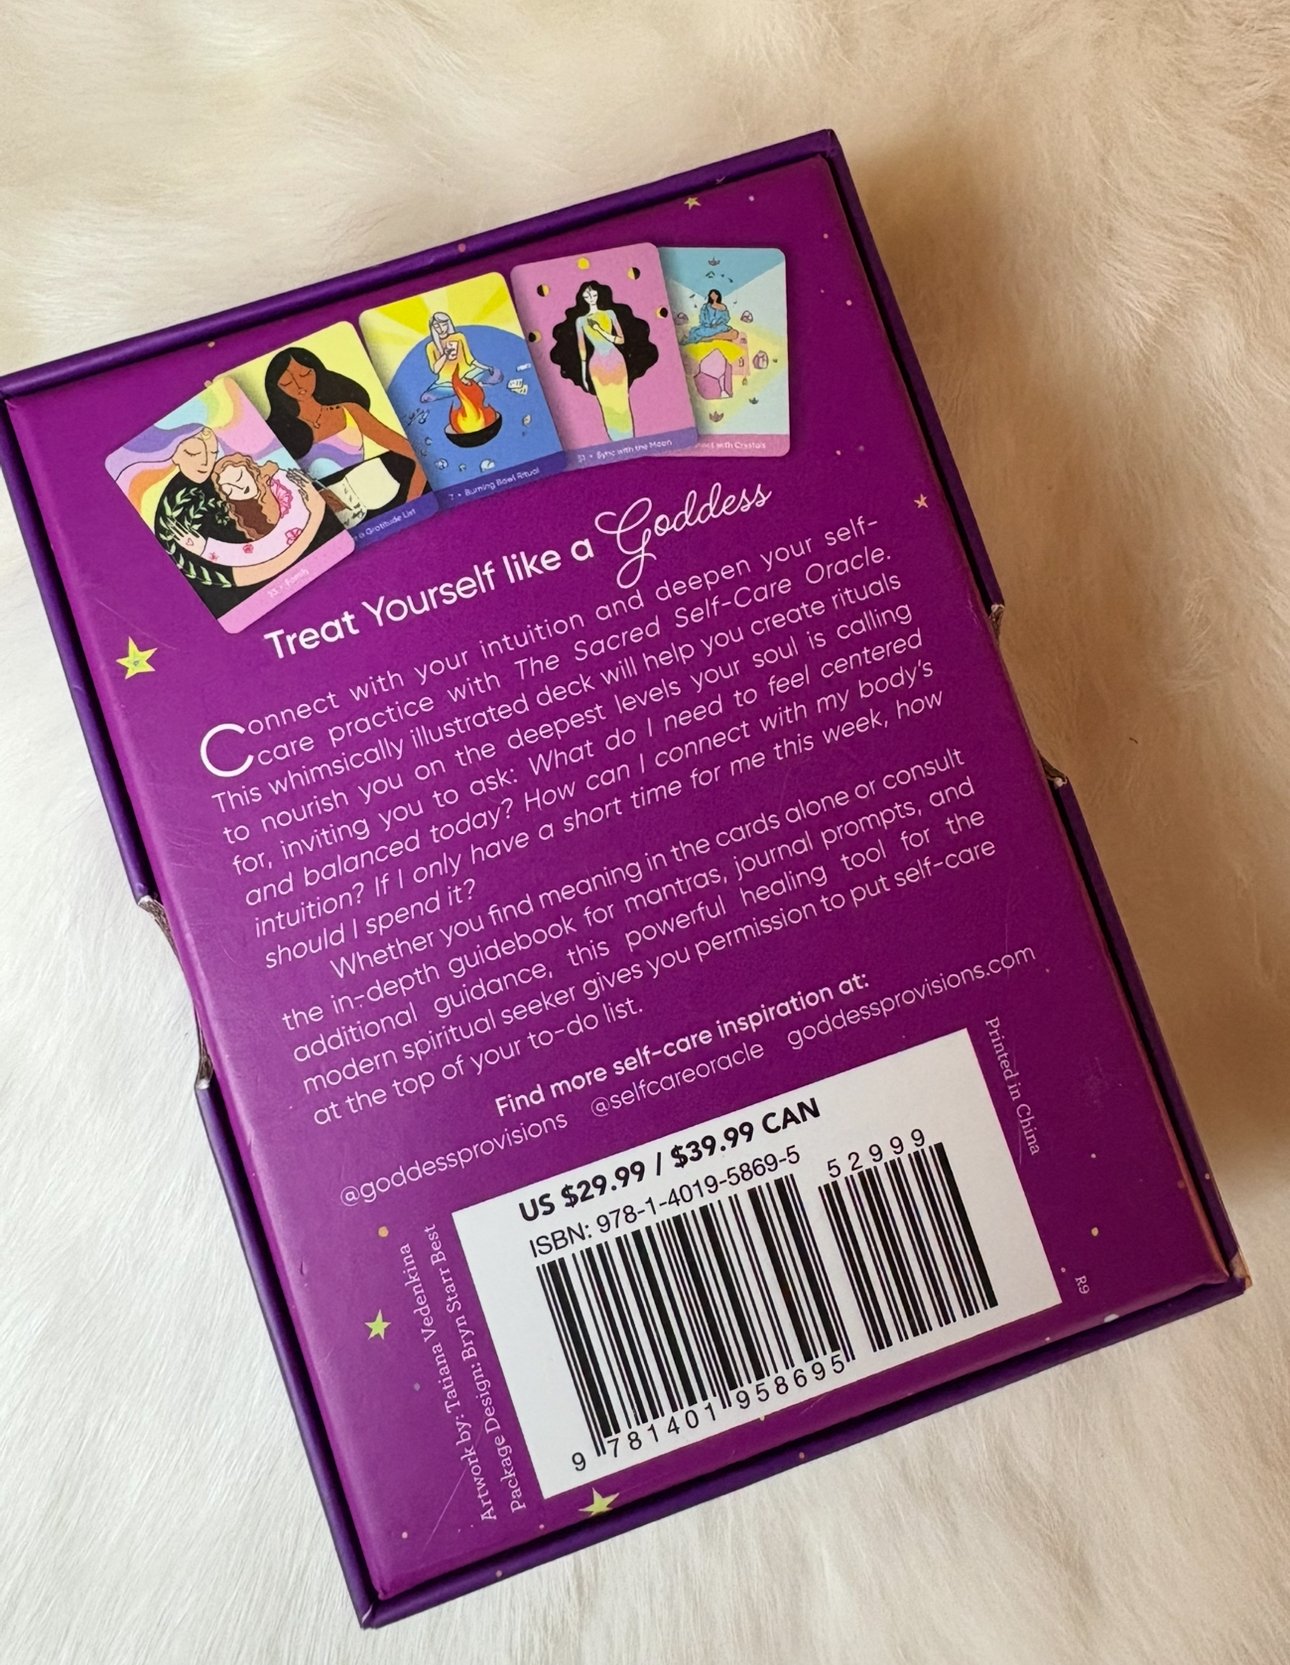 Family
Gratitude List
7 • Burning Bowl Ritual
31 • Sync with the Moon
with Crystals
Treat Yourself like a Goddess
Connect with your intuition and deepen your self-
care practice with The Sacred Self-Care Oracle.
This whimsically illustrated deck will help you create rituals
to nourish you on the deepest levels your soul is calling
for, inviting you to ask: What do I need to feel centered
and balanced today? How can I connect with my body's
intuition? If I only have a short time for me this week, how
should I spend it?
Whether you find meaning in the cards alone or consult
the in-depth guidebook for mantras, journal prompts, and
additional guidance, this powerful healing tool for the
modern spiritual seeker gives you permission to put self-care
at the top of your to-do list.
Find more self-care inspiration at:
@goddessprovisions @selfcareoracle goddessprovisions.com
US $29.99 / $39.99 CAN
ISBN: 978-1-4019-5869-5
52999
9 781401 958695
Artwork by: Tatiana Vedenkina
Package Design: Bryn Starr Best
Printed in China
R9